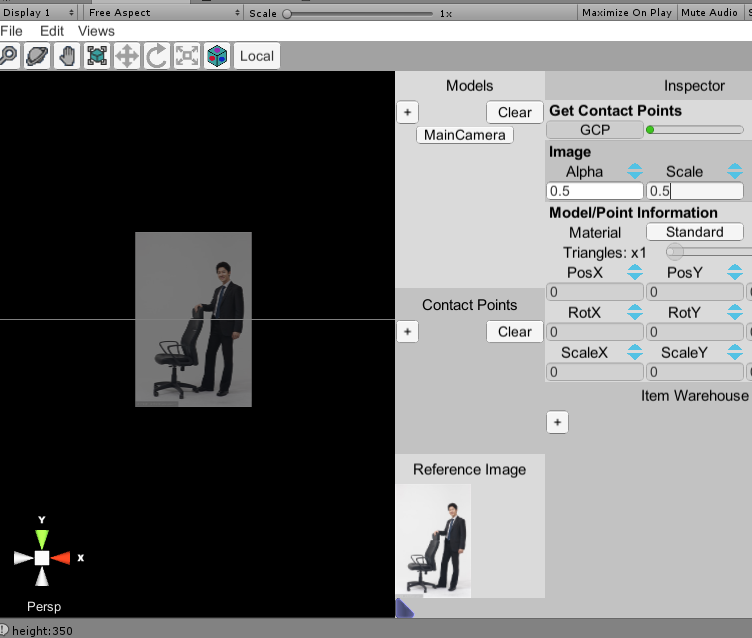 Display 1 Free Aspect Scale 1x Maximize On Play Mute Audio
File Edit Views
Local
Models Inspector
+ Clear Get Contact Points
MainCamera GCP
Image
Alpha Scale
0.5 0.5
Model/Point Information
Material Standard
Triangles: x1
PosX PosY
0 0
Contact Points RotX RotY
+ Clear 0 0
ScaleX ScaleY
0 0
Item Warehouse
+
Reference Image
Y
X
Persp
height:350